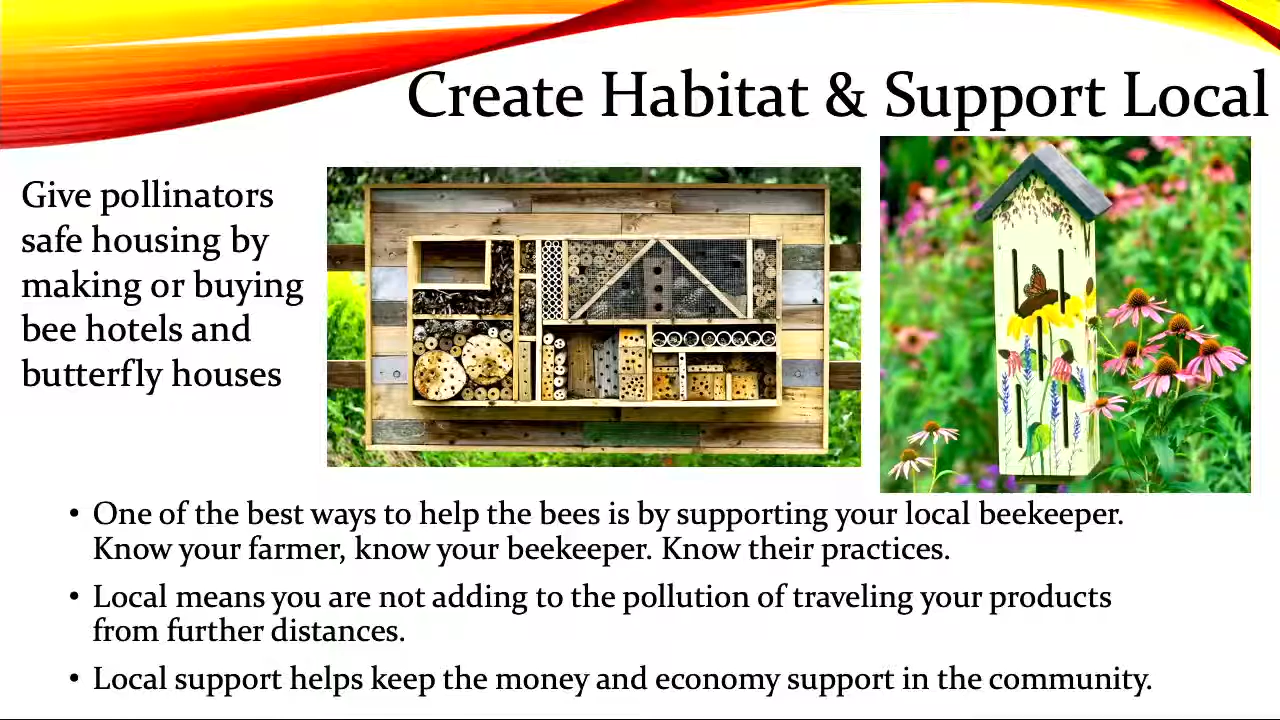 Create Habitat & Support Local
Give pollinators
safe housing by
making or buying
bee hotels and
butterfly houses
• One of the best ways to help the bees is by supporting your local beekeeper.
Know your farmer, know your beekeeper. Know their practices.
• Local means you are not adding to the pollution of traveling your products
from further distances.
• Local support helps keep the money and economy support in the community.